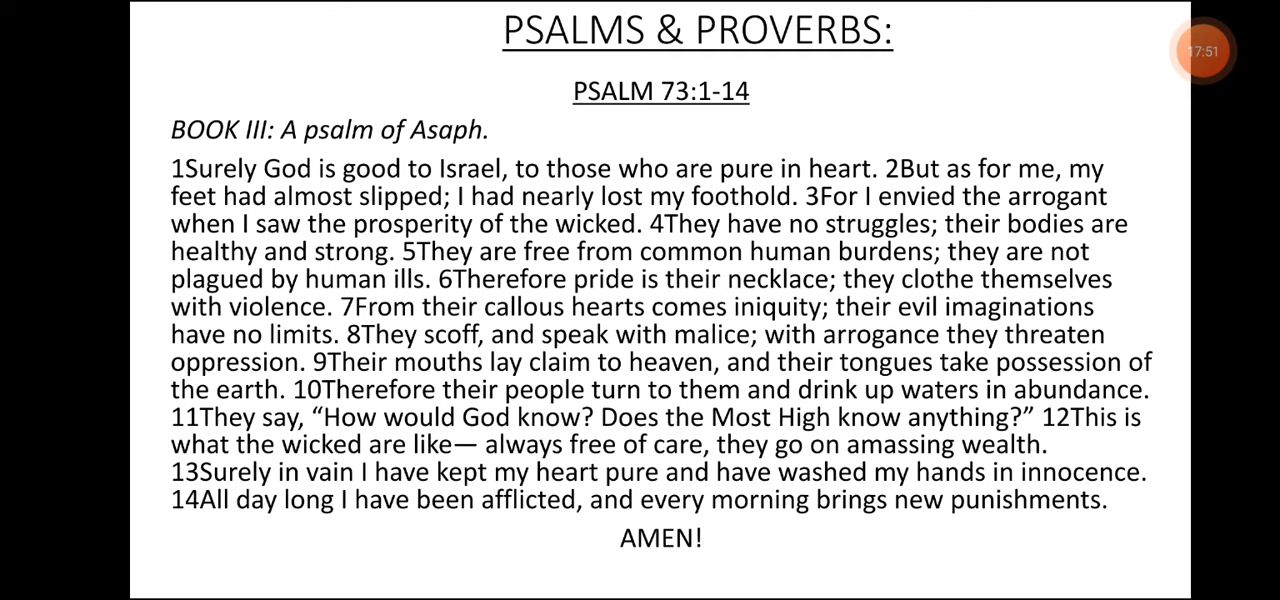 PSALMS & PROVERBS:
17:51
PSALM 73:1-14
BOOK III: A psalm of Asaph.
1Surely God is good to Israel, to those who are pure in heart. 2But as for me, my
feet had almost slipped; I had nearly lost my foothold. 3For I envied the arrogant
when I saw the prosperity of the wicked. 4They have no struggles; their bodies are
healthy and strong. 5They are free from common human burdens; they are not
plagued by human ills. 6Therefore pride is their necklace; they clothe themselves
with violence. 7From their callous hearts comes iniquity; their evil imaginations
have no limits. 8They scoff, and speak with malice; with arrogance they threaten
oppression. 9Their mouths lay claim to heaven, and their tongues take possession of
the earth. 10Therefore their people turn to them and drink up waters in abundance.
11They say, “How would God know? Does the Most High know anything?” 12This is
what the wicked are like— always free of care, they go on amassing wealth.
13Surely in vain I have kept my heart pure and have washed my hands in innocence.
14All day long I have been afflicted, and every morning brings new punishments.
AMEN!